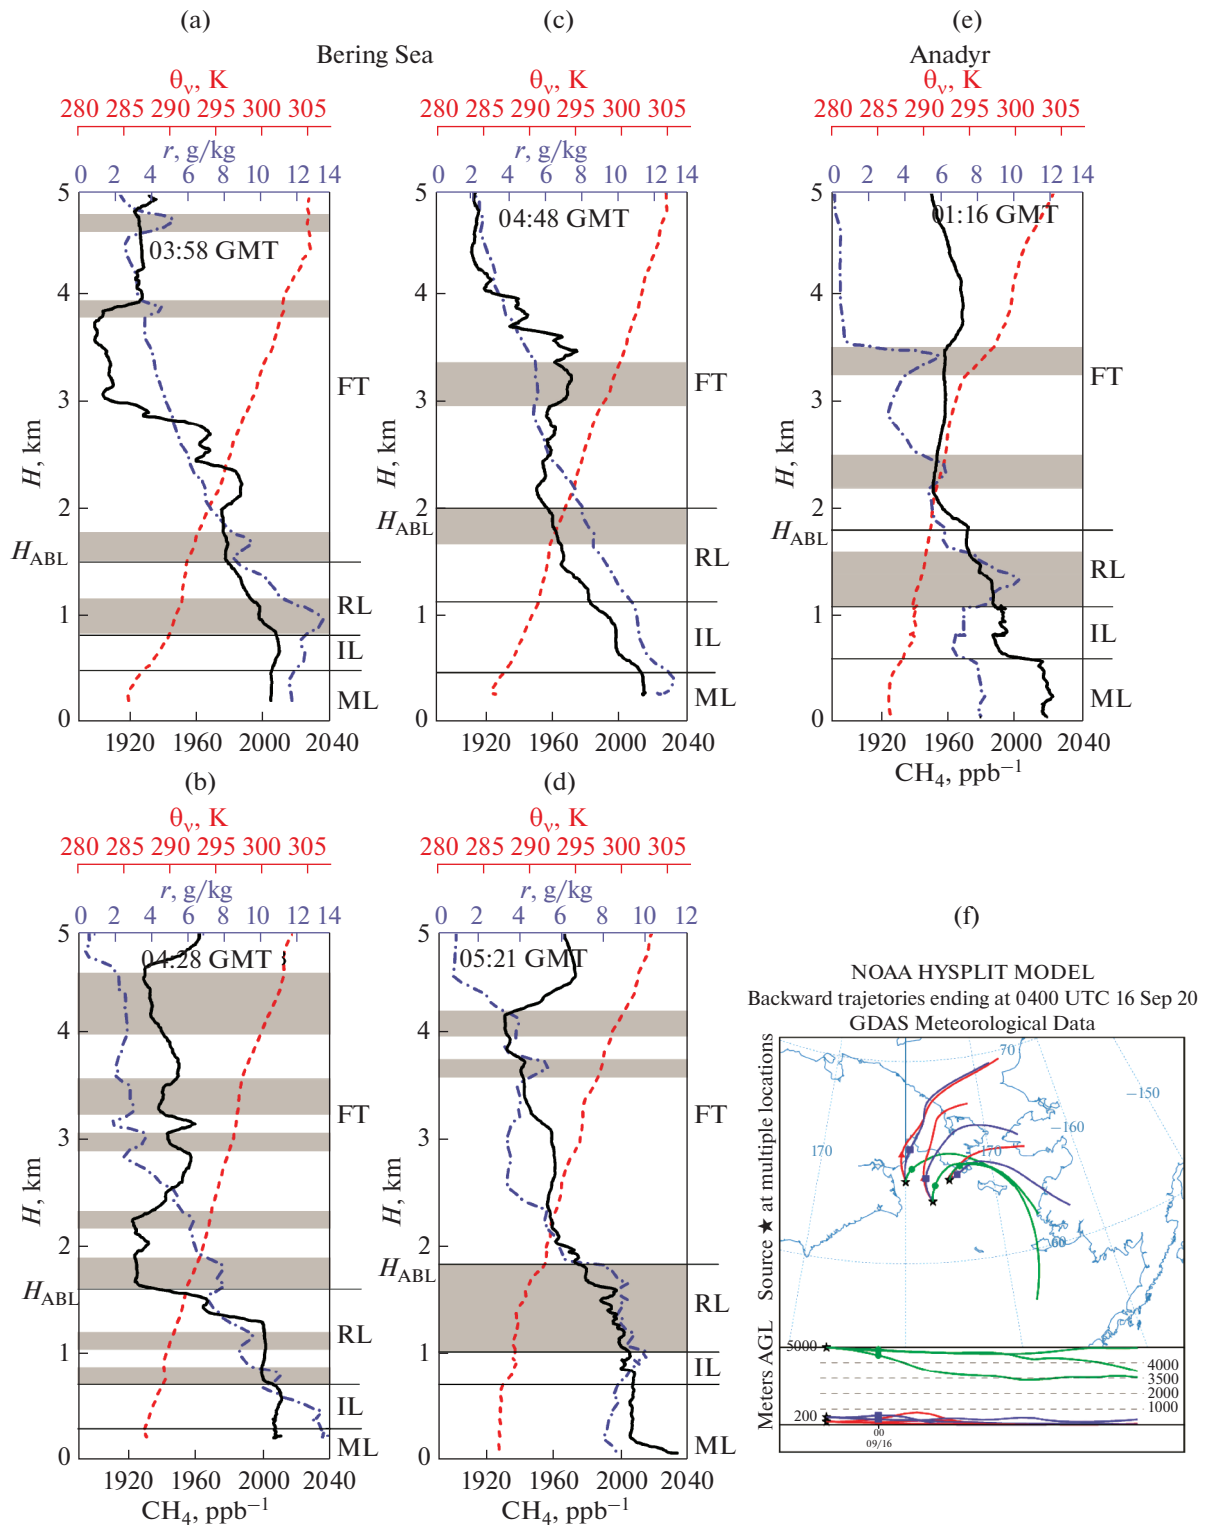 (a)
(c)
(e)
Bering Sea
Anadyr
θᵥ, K
θᵥ, K
θᵥ, K
280 285 290 295 300 305
280 285 290 295 300 305
280 285 290 295 300 305
r, g/kg
r, g/kg
r, g/kg
0 2 4 6 8 10 12 14
0 2 4 6 8 10 12 14
0 2 4 6 8 10 12 14
5
03:58 GMT
4
FT
3
H, km
2
H_ABL
RL
1
IL
ML
0
1920 1960 2000 2040
5
04:48 GMT
4
FT
3
H, km
2
H_ABL
RL
1
IL
ML
0
1920 1960 2000 2040
5
01:16 GMT
4
FT
3
H, km
2
H_ABL
RL
1
IL
ML
0
1920 1960 2000 2040
CH₄, ppb⁻¹
(b)
(d)
θᵥ, K
θᵥ, K
280 285 290 295 300 305
280 285 290 295 300 305
r, g/kg
r, g/kg
0 2 4 6 8 10 12 14
0 2 4 6 8 10 12
5
04:28 GMT
4
FT
3
H, km
2
H_ABL
RL
1
IL
ML
0
1920 1960 2000 2040
CH₄, ppb⁻¹
5
05:21 GMT
4
FT
3
H, km
2
H_ABL
RL
1
IL
ML
0
1920 1960 2000 2040
CH₄, ppb⁻¹
(f)
NOAA HYSPLIT MODEL
Backward trajetories ending at 0400 UTC 16 Sep 20
GDAS Meteorological Data
Source ★ at multiple locations
70
−150
−160
170
−170
60
Meters AGL
5000
4000
3500
2000
1000
200
00
09/16